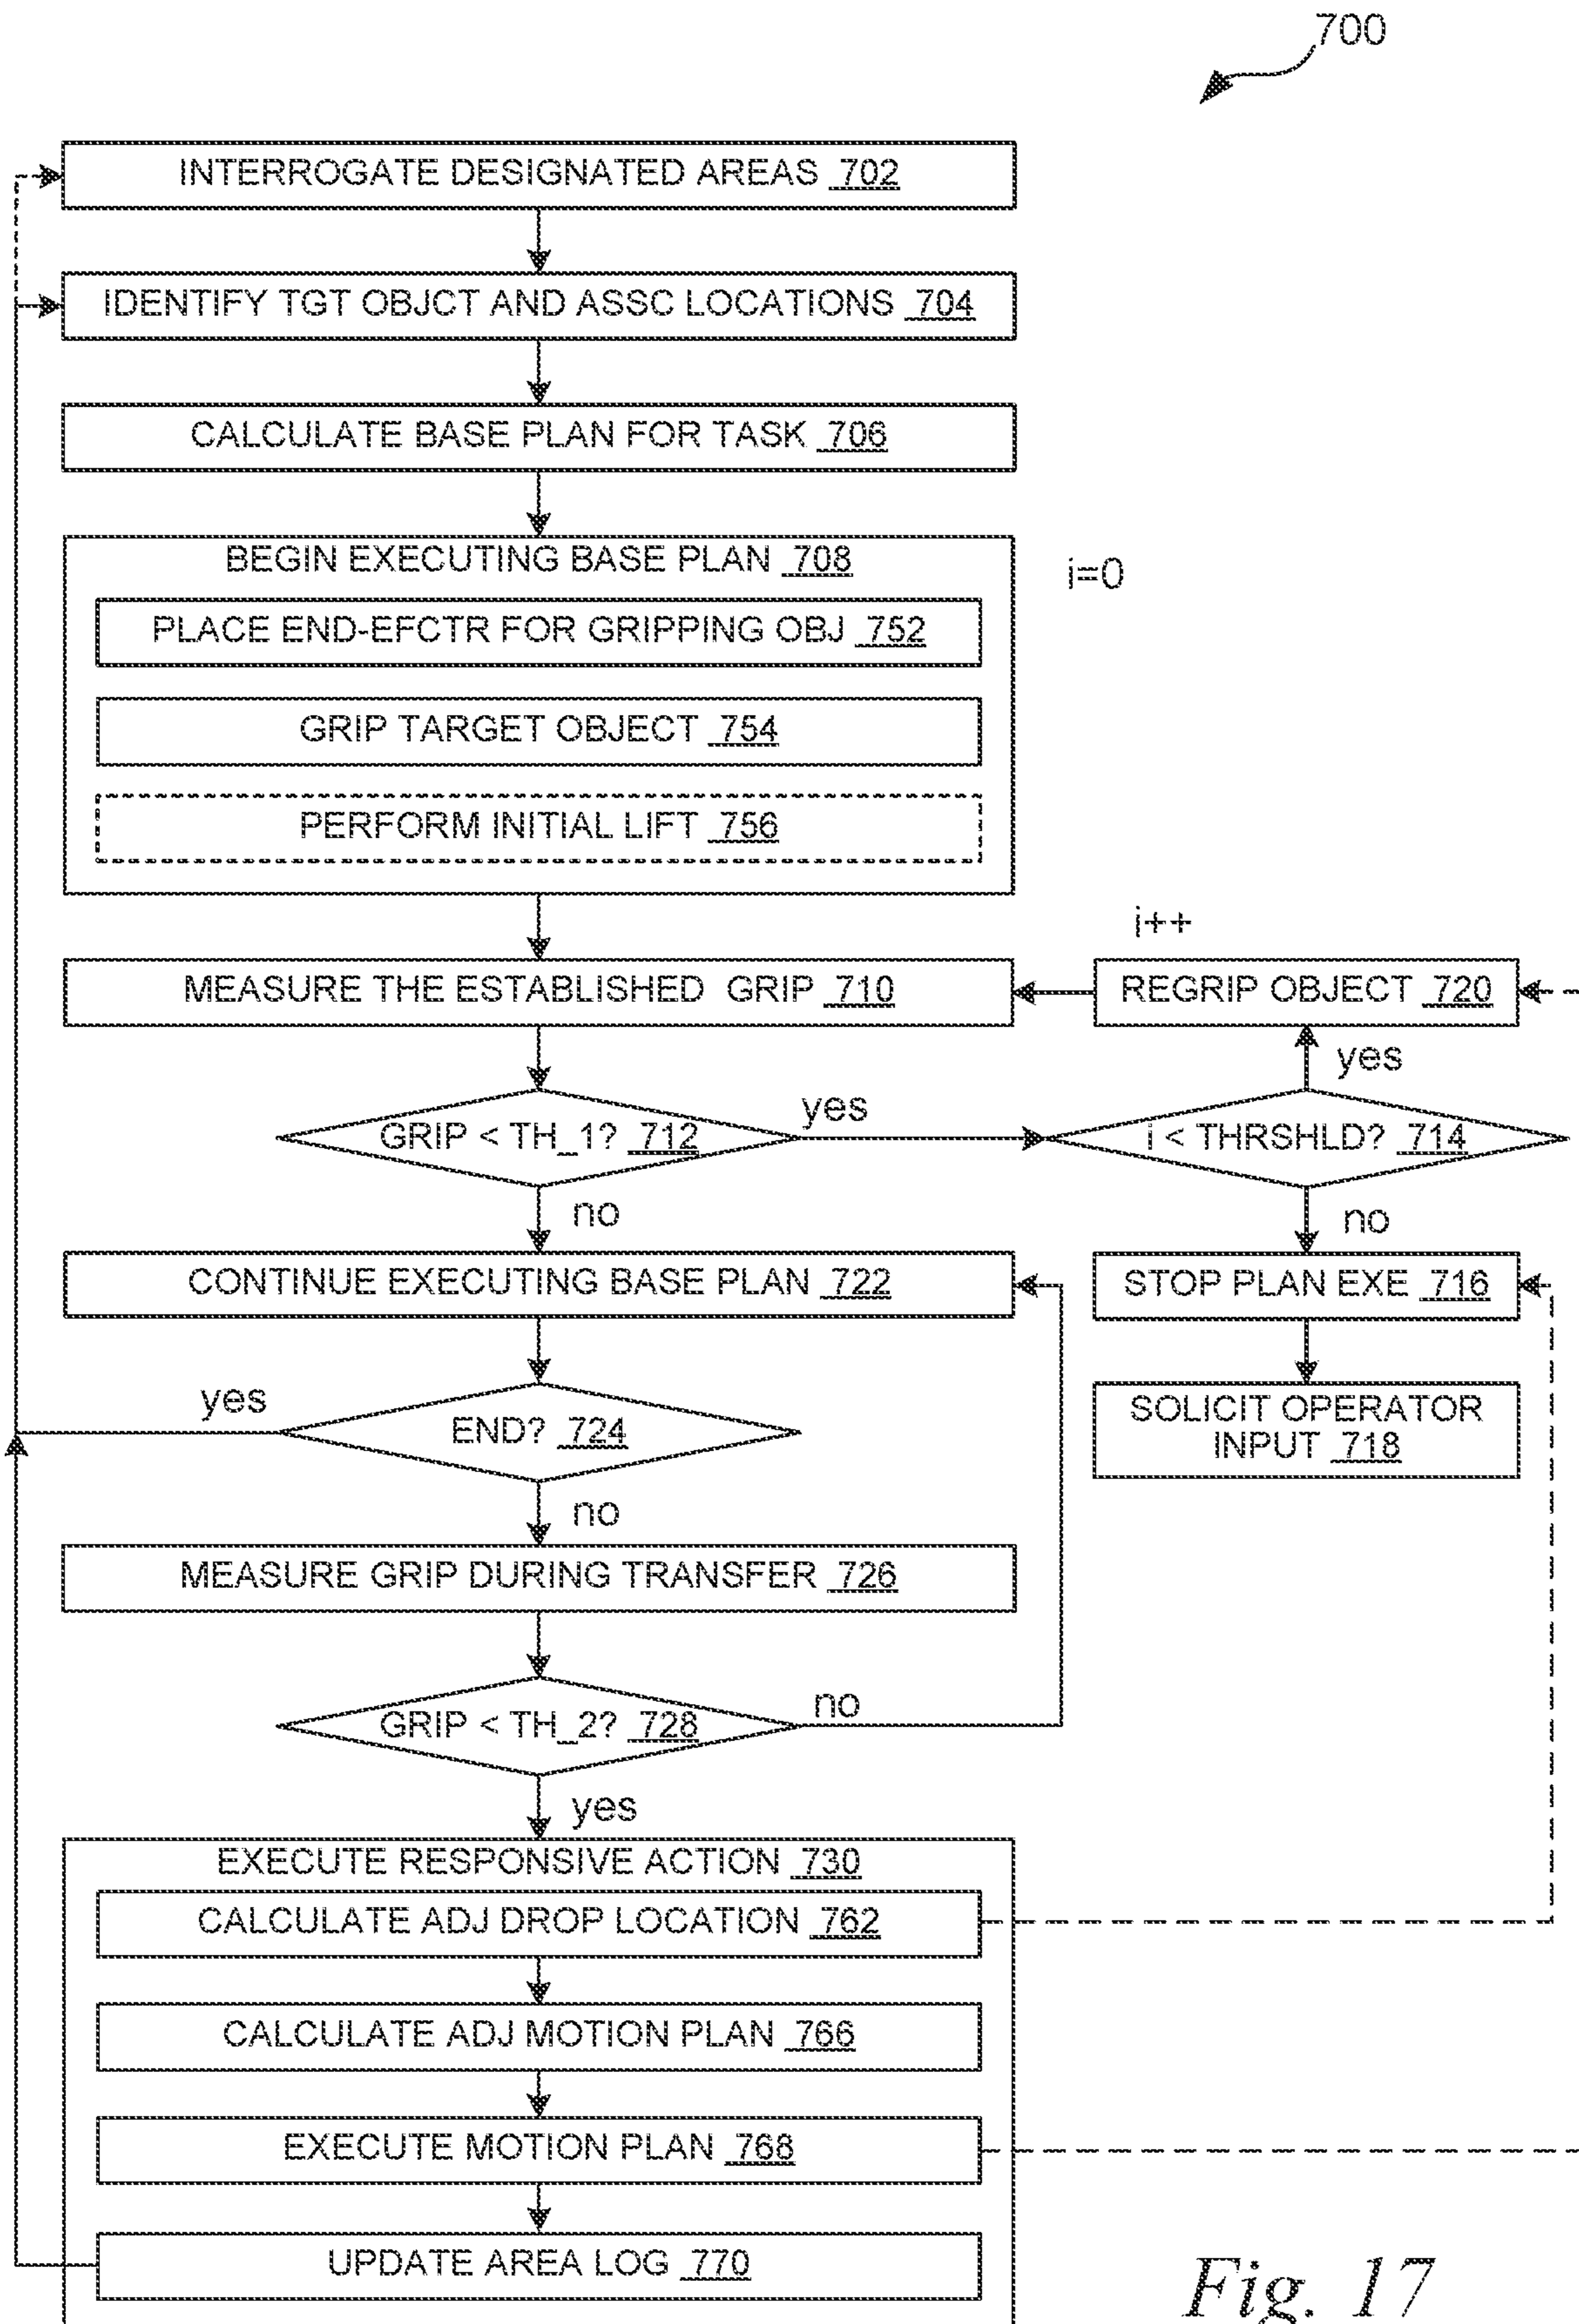 700
INTERROGATE DESIGNATED AREAS 702
IDENTIFY TGT OBJCT AND ASSC LOCATIONS 704
CALCULATE BASE PLAN FOR TASK 706
BEGIN EXECUTING BASE PLAN 708
i=0
PLACE END-EFCTR FOR GRIPPING OBJ 752
GRIP TARGET OBJECT 754
PERFORM INITIAL LIFT 756
i++
MEASURE THE ESTABLISHED GRIP 710
REGRIP OBJECT 720
yes
yes
GRIP < TH_1? 712
i < THRSHLD? 714
no
no
CONTINUE EXECUTING BASE PLAN 722
STOP PLAN EXE 716
yes
END? 724
SOLICIT OPERATOR
INPUT 718
no
MEASURE GRIP DURING TRANSFER 726
GRIP < TH_2? 728
no
yes
EXECUTE RESPONSIVE ACTION 730
CALCULATE ADJ DROP LOCATION 762
CALCULATE ADJ MOTION PLAN 766
EXECUTE MOTION PLAN 768
UPDATE AREA LOG 770
Fig. 17